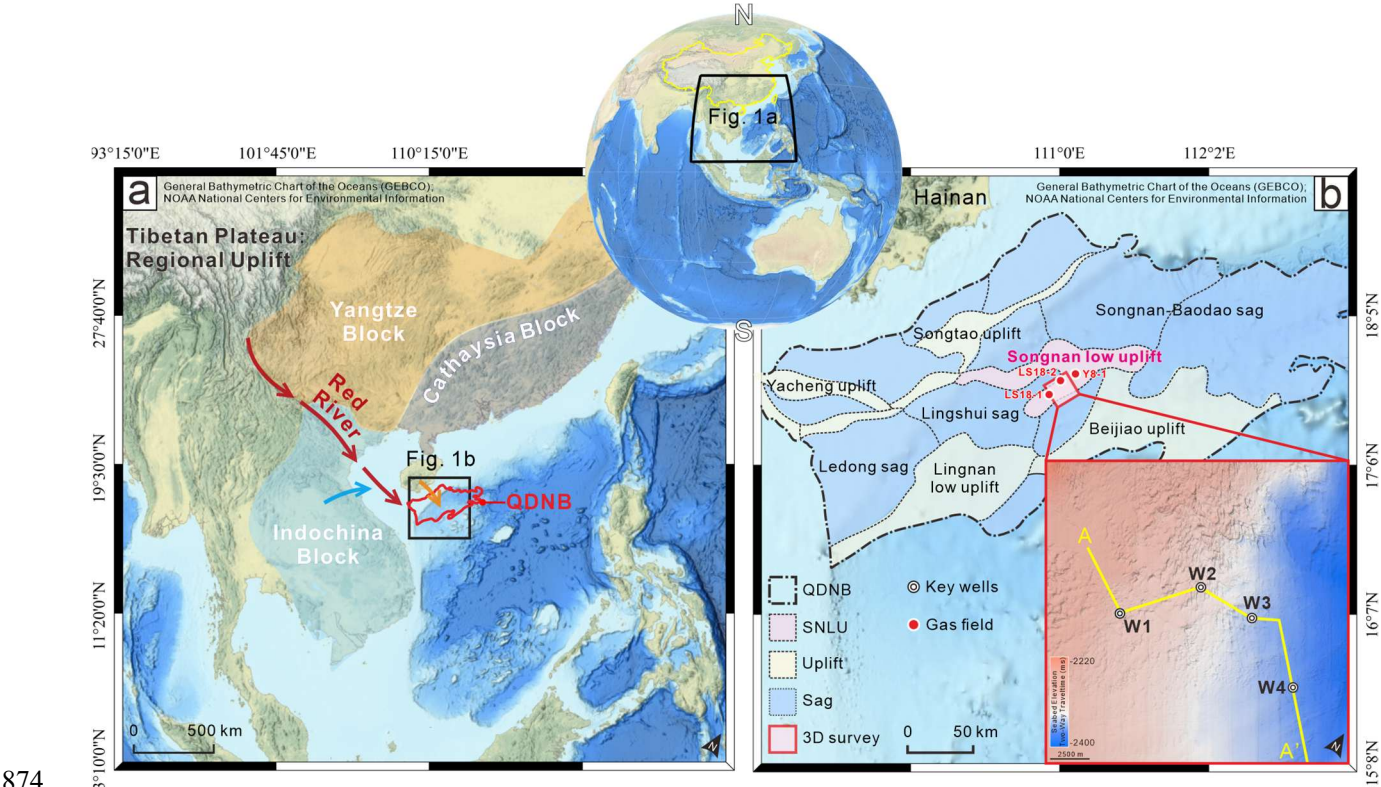 N
Fig. 1a
S
93°15'0"E
101°45'0"E
110°15'0"E
111°0'E
112°2'E
a
General Bathymetric Chart of the Oceans (GEBCO);
NOAA National Centers for Environmental Information
Tibetan Plateau:
Regional Uplift
Yangtze
Block
Cathaysia Block
Red
River
Fig. 1b
QDNB
Indochina
Block
0 500 km
N
27°40'0"N
19°30'0"N
11°20'0"N
3°10'0"N
Hainan
General Bathymetric Chart of the Oceans (GEBCO);
NOAA National Centers for Environmental Information
b
Songnan-Baodao sag
Songtao uplift
Songnan low uplift
LS18-2
Y8-1
LS18-1
Yacheng uplift
Lingshui sag
Beijiao uplift
Ledong sag
Lingnan
low uplift
QDNB
SNLU
Uplift
Sag
3D survey
Key wells
Gas field
0 50 km
A
W1
W2
W3
W4
A'
Seabed Elevation
Two-Way Traveltime (ms)
-2220
-2400
2500 m
N
18°5'N
17°6'N
16°7'N
15°8'N
874